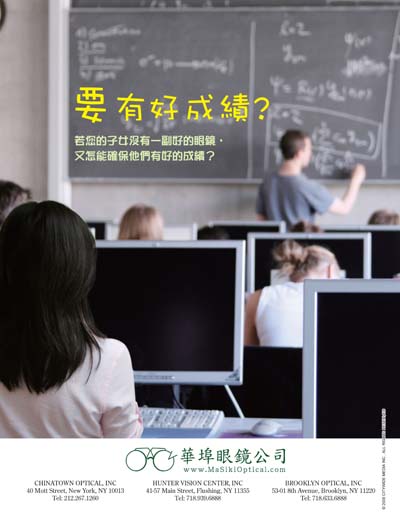 要有好成績?
若您的子女沒有一副好的眼鏡，
又怎能確保他們有好的成績？
華埠眼鏡公司
www.MaSikiOptical.com
CHINATOWN OPTICAL, INC
40 Mott Street, New York, NY 10013
Tel: 212.267.1260
HUNTER VISION CENTER, INC
41-57 Main Street, Flushing, NY 11355
Tel: 718.939.6888
BROOKLYN OPTICAL, INC
53-01 8th Avenue, Brooklyn, NY 11220
Tel: 718.633.6888